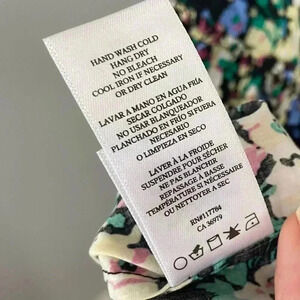 HAND WASH COLD
HANG DRY
NO BLEACH
COOL IRON IF NECESSARY
OR DRY CLEAN
LAVAR A MANO EN AGUA FRÍA
SECAR COLGADO
NO USAR BLANQUEADOR
PLANCHAR EN FRÍO SI FUERA
NECESARIO
O LIMPIEZA EN SECO
LAVER À LA FROIDE
SUSPENDRE POUR SÉCHER
NE PAS BLANCHIR
REPASSAGE À BASSE
TEMPÉRATURE SI NÉCESSAIRE
OU NETTOYER A SEC
RN#117784
CA 36979